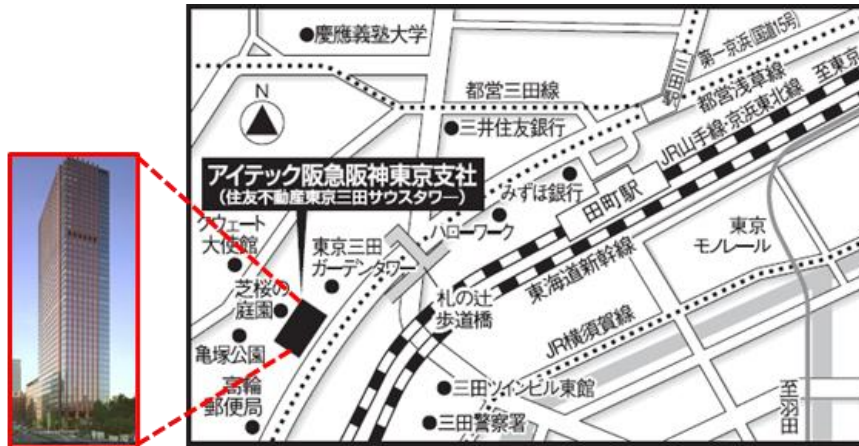 慶應義塾大学
第一京浜(国道15号)
三田駅
都営三田線
都営浅草線
至東京
N
三井住友銀行
JR山手線・京浜東北線
アイテック阪急阪神東京支社
(住友不動産東京三田サウスタワー)
みずほ銀行
田町駅
クウェート
大使館
東京三田
ガーデンタワー
ハローワーク
東京
モノレール
東海道新幹線
芝桜の
庭園
札の辻
歩道橋
JR横須賀線
亀塚公園
高輪
郵便局
三田ツインビル東館
三田警察署
至羽田